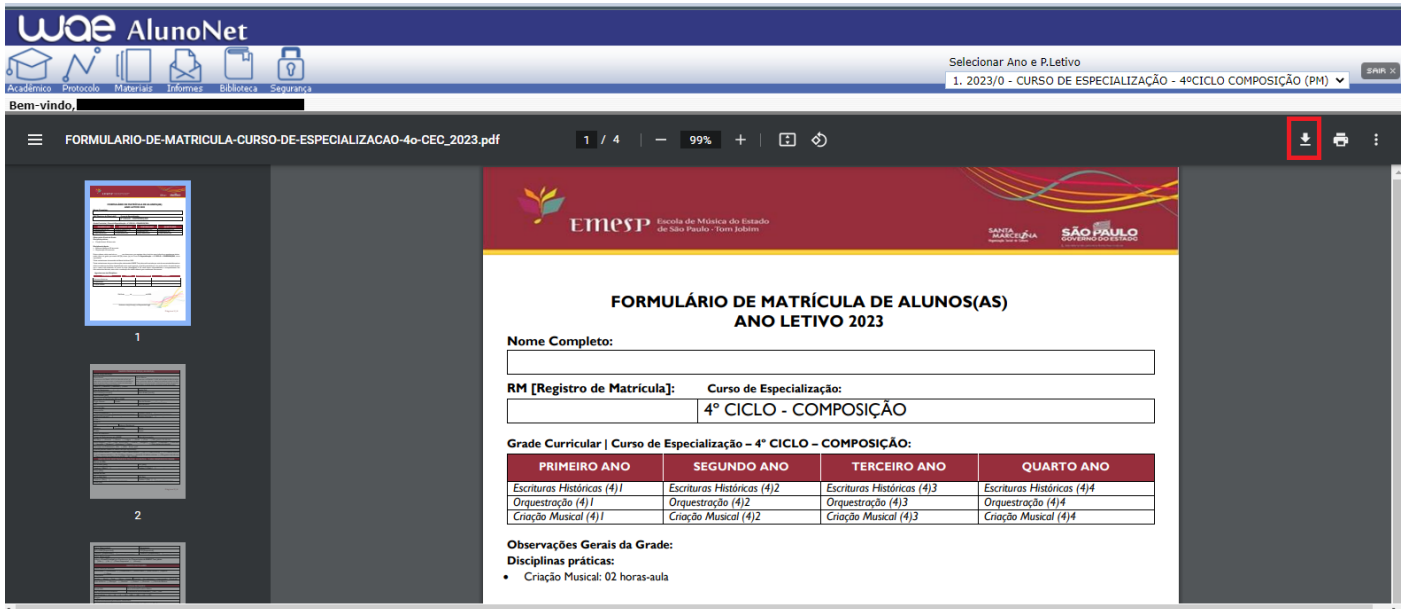 wae AlunoNet
Selecionar Ano e P.Letivo
1. 2023/0 - CURSO DE ESPECIALIZAÇÃO - 4ºCICLO COMPOSIÇÃO (PM)
SAIR X
Acadêmico Protocolo Materiais Informes Biblioteca Segurança
Bem-vindo,
FORMULARIO-DE-MATRICULA-CURSO-DE-ESPECIALIZACAO-4o-CEC_2023.pdf 1 / 4 99%
EMESP Escola de Música do Estado
de São Paulo - Tom Jobim
SANTA
MARCELINA
SÃO PAULO
GOVERNO DO ESTADO
FORMULÁRIO DE MATRÍCULA DE ALUNOS(AS)
ANO LETIVO 2023
Nome Completo:
RM [Registro de Matrícula]: Curso de Especialização:
4º CICLO - COMPOSIÇÃO
Grade Curricular | Curso de Especialização – 4º CICLO – COMPOSIÇÃO:
PRIMEIRO ANO SEGUNDO ANO TERCEIRO ANO QUARTO ANO
Escrituras Históricas (4)1 Escrituras Históricas (4)2 Escrituras Históricas (4)3 Escrituras Históricas (4)4
Orquestração (4)1 Orquestração (4)2 Orquestração (4)3 Orquestração (4)4
Criação Musical (4)1 Criação Musical (4)2 Criação Musical (4)3 Criação Musical (4)4
Observações Gerais da Grade:
Disciplinas práticas:
• Criação Musical: 02 horas-aula
1
2